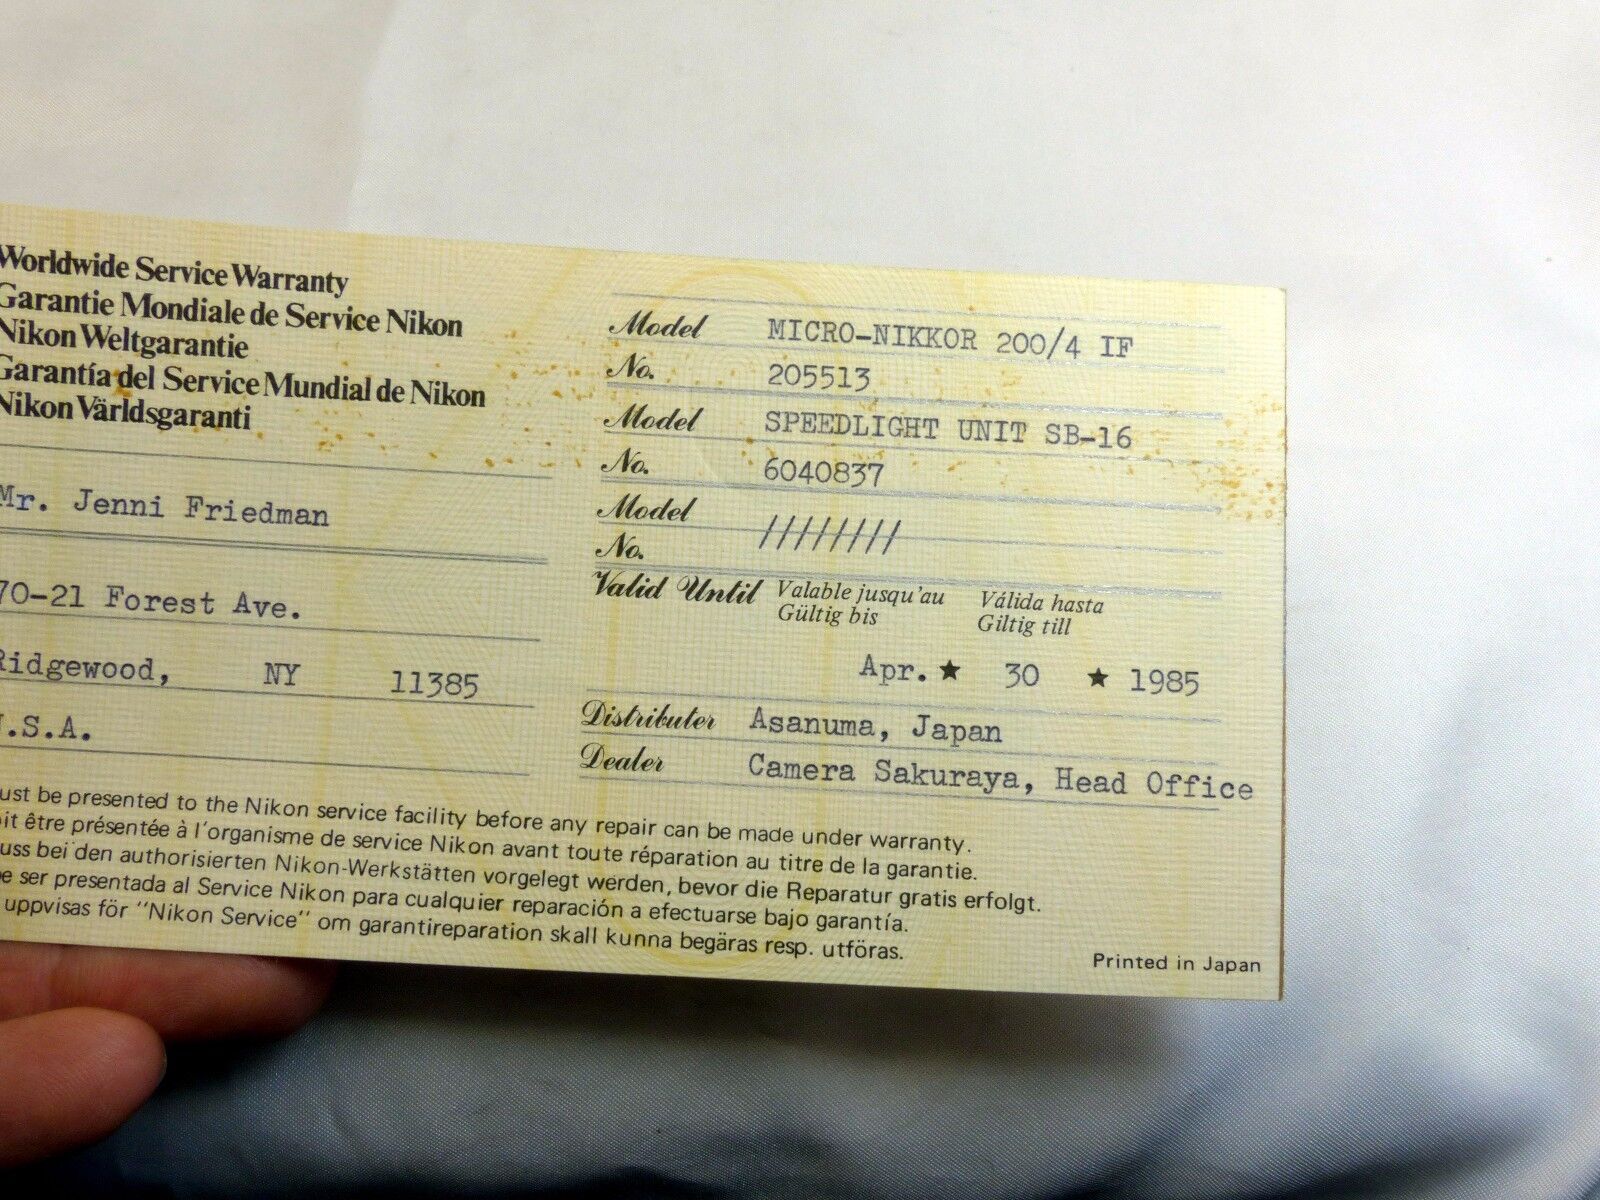 Worldwide Service Warranty
Garantie Mondiale de Service Nikon
Nikon Weltgarantie
Garantía del Service Mundial de Nikon
Nikon Världsgaranti
Mr. Jenni Friedman
70-21 Forest Ave.
Ridgewood, NY 11385
.S.A.
Model MICRO-NIKKOR 200/4 IF
No. 205513
Model SPEEDLIGHT UNIT SB-16
No. 6040837
Model
No. ////////
Valid Until Valable jusqu'au Válida hasta
Gültig bis Giltig till
Apr. ★ 30 ★ 1985
Distributer Asanuma, Japan
Dealer Camera Sakuraya, Head Office
ust be presented to the Nikon service facility before any repair can be made under warranty.
oit être présentée à l'organisme de service Nikon avant toute réparation au titre de la garantie.
uss bei den authorisierten Nikon-Werkstätten vorgelegt werden, bevor die Reparatur gratis erfolgt.
e ser presentada al Service Nikon para cualquier reparación a efectuarse bajo garantía.
uppvisas för "Nikon Service" om garantireparation skall kunna begäras resp. utföras.
Printed in Japan